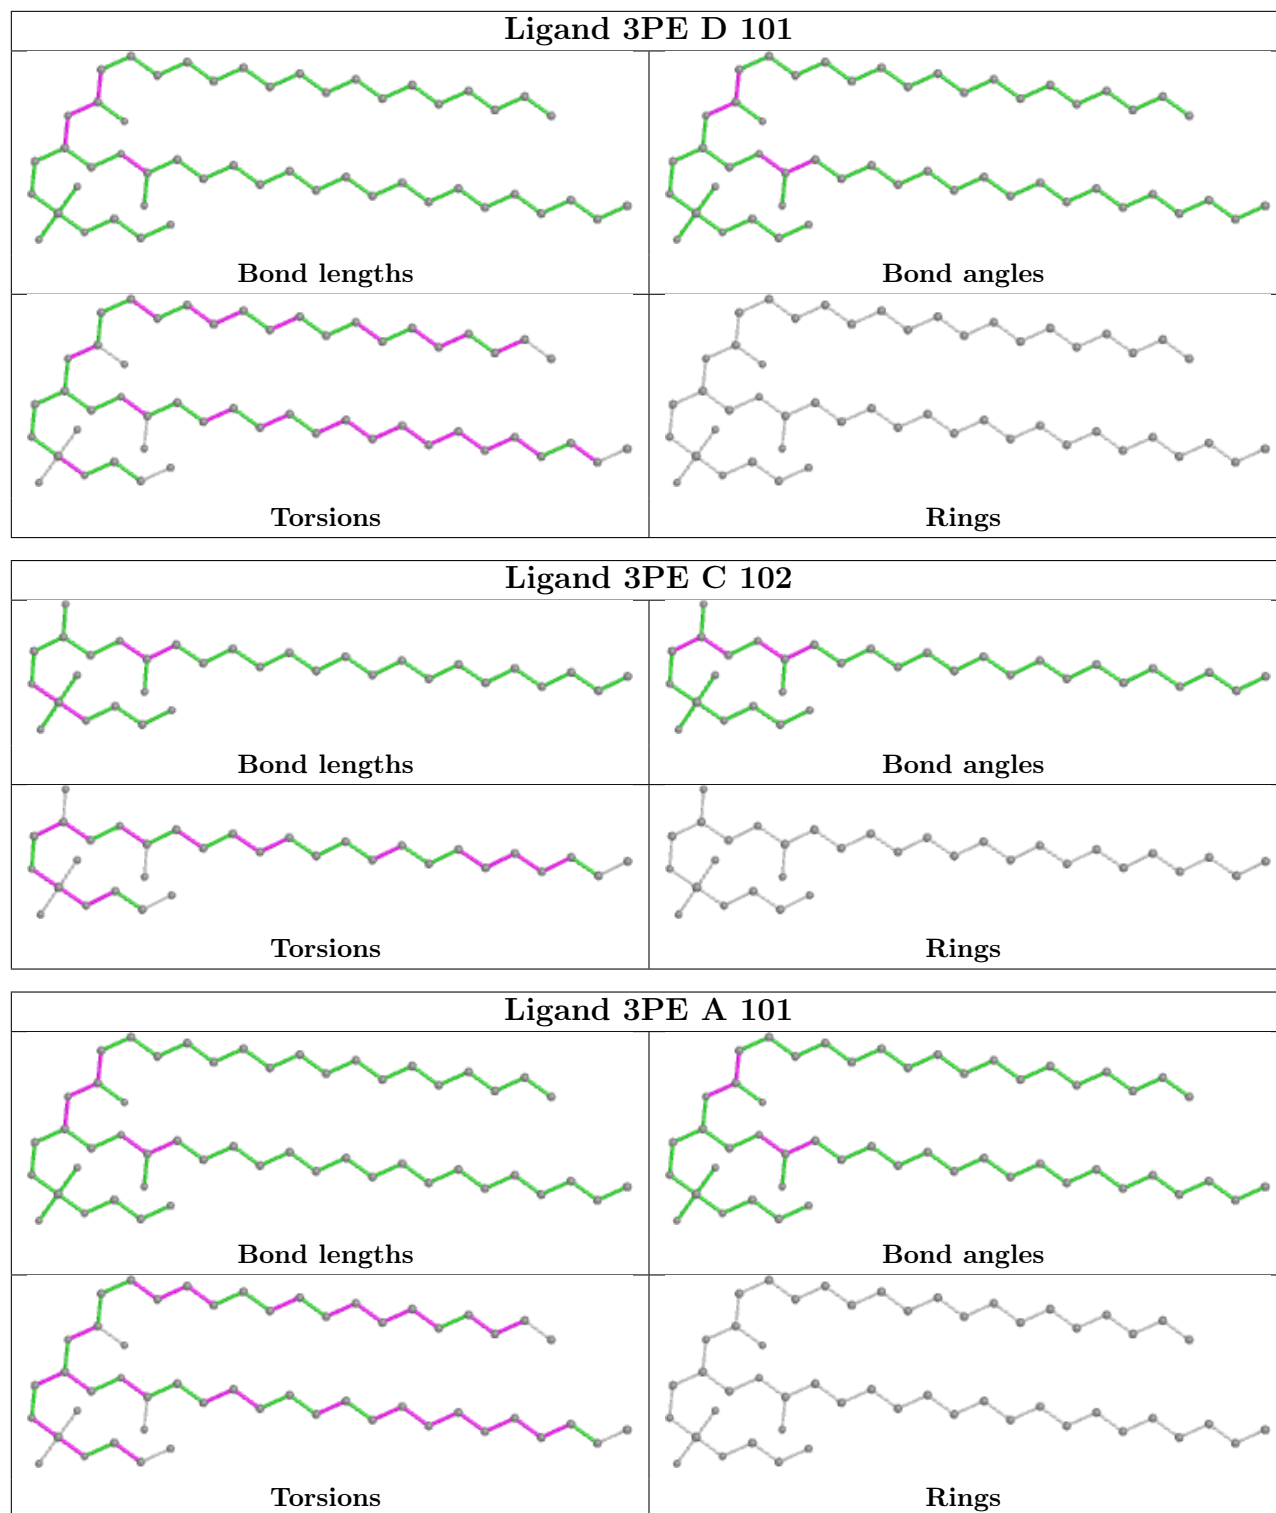 Ligand 3PE D 101
Bond lengths
Bond angles
Torsions
Rings
Ligand 3PE C 102
Bond lengths
Bond angles
Torsions
Rings
Ligand 3PE A 101
Bond lengths
Bond angles
Torsions
Rings